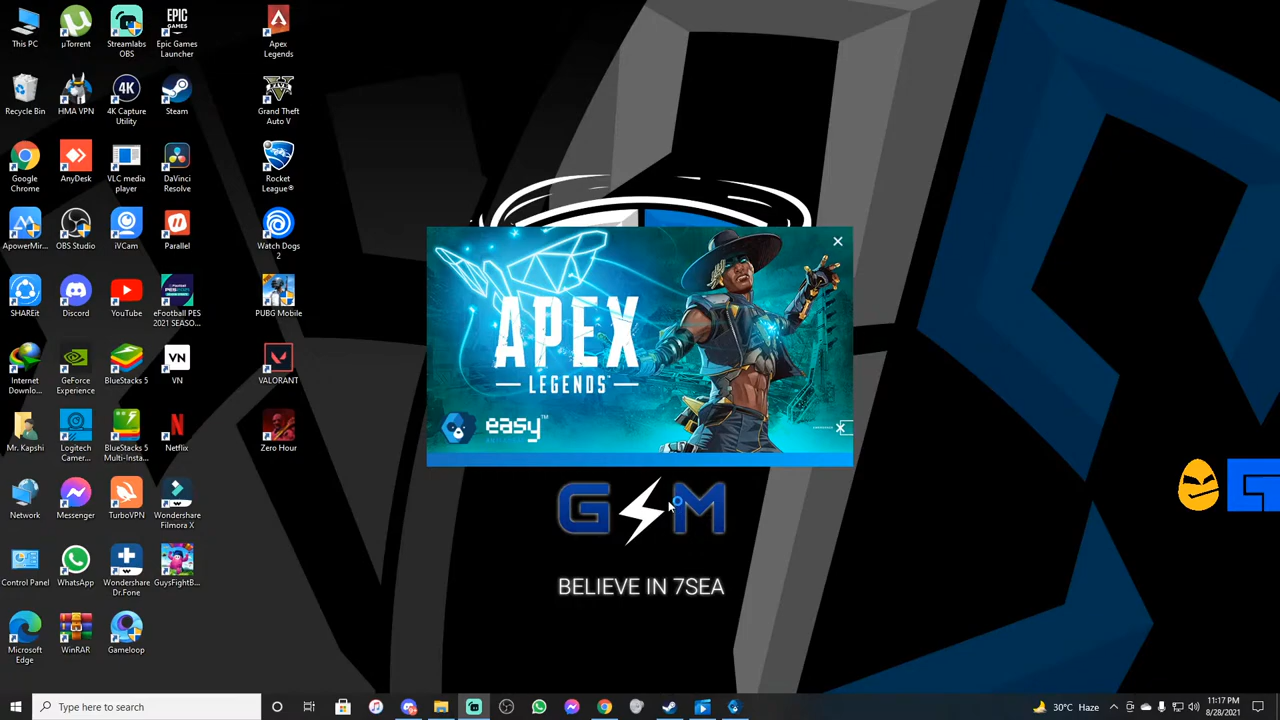 This PC
µTorrent
Streamlabs
OBS
Epic Games
Launcher
Apex
Legends
EPIC
GAMES
Recycle Bin
HMA VPN
4K Capture
Utility
Steam
Grand Theft
Auto V
4K
Google
Chrome
AnyDesk
VLC media
player
DaVinci
Resolve
Rocket
League®
ApowerMir...
OBS Studio
iVCam
Parallel
Watch Dogs
2
SHAREit
Discord
YouTube
eFootball PES
2021 SEASO...
PUBG Mobile
Internet
Downlo...
GeForce
Experience
BlueStacks 5
VN
VN
VALORANT
Mr. Kapshi
Logitech
Camer...
BlueStacks 5
Multi-Insta...
Netflix
Zero Hour
Network
Messenger
TurboVPN
Wondershare
Filmora X
Control Panel
WhatsApp
Wondershare
Dr.Fone
GuysFightB...
Microsoft
Edge
WinRAR
Gameloop
APEX
LEGENDS™
easy™
G M
BELIEVE IN 7SEA
Type here to search
30°C Haze
11:17 PM
8/28/2021